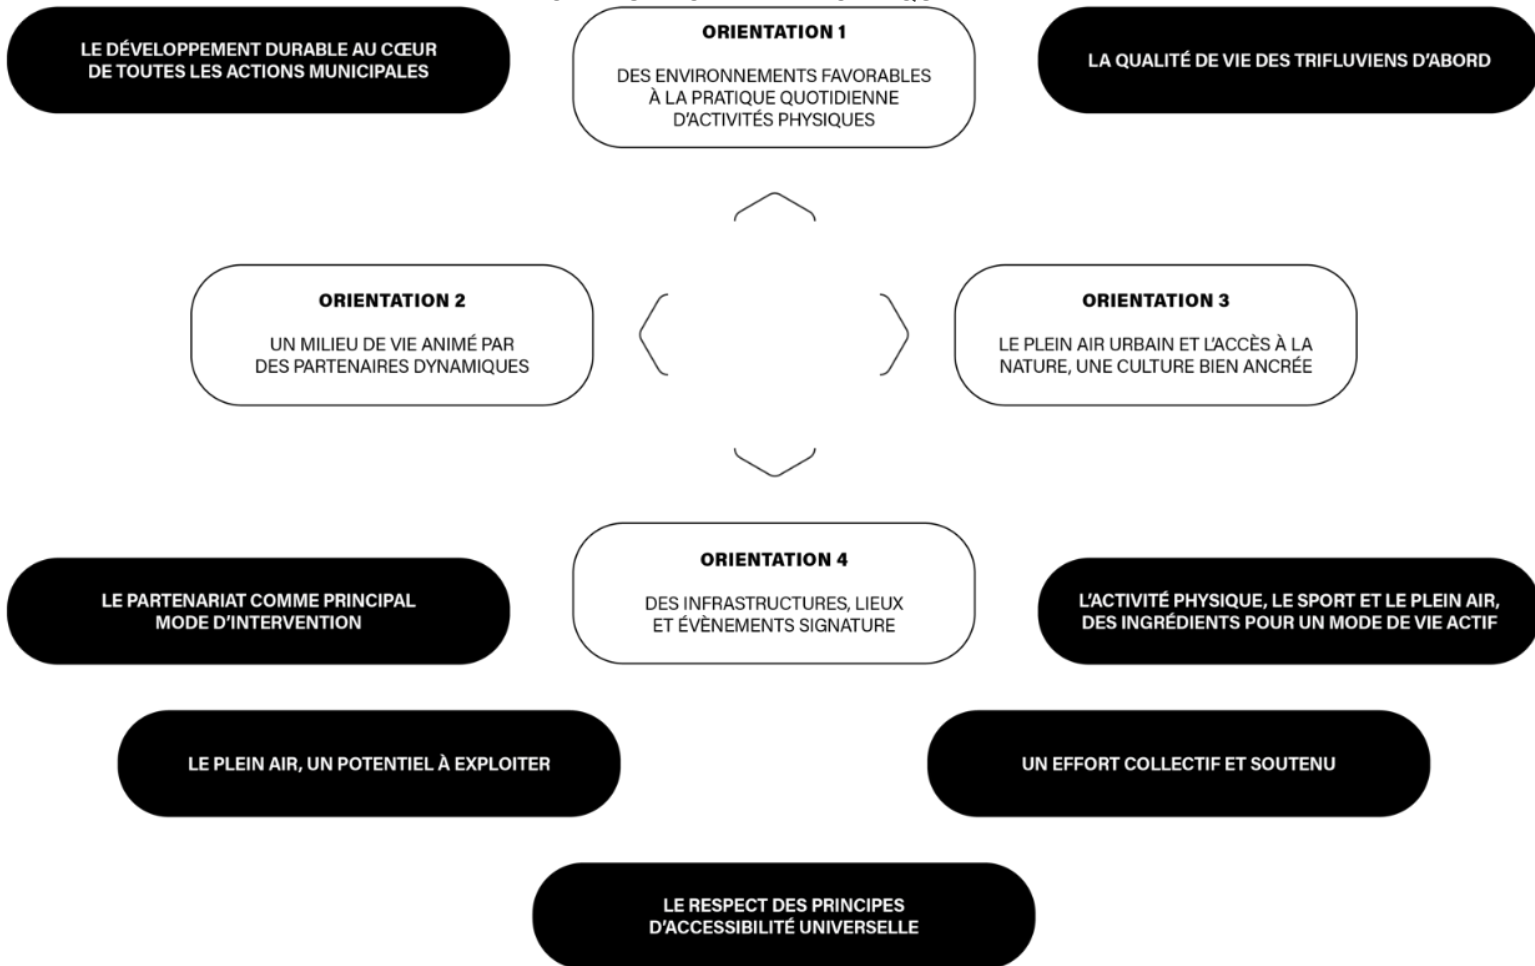 LE DÉVELOPPEMENT DURABLE AU CŒUR
DE TOUTES LES ACTIONS MUNICIPALES
ORIENTATION 1
DES ENVIRONNEMENTS FAVORABLES
À LA PRATIQUE QUOTIDIENNE
D'ACTIVITÉS PHYSIQUES
LA QUALITÉ DE VIE DES TRIFLUVIENS D'ABORD
ORIENTATION 2
UN MILIEU DE VIE ANIMÉ PAR
DES PARTENAIRES DYNAMIQUES
ORIENTATION 3
LE PLEIN AIR URBAIN ET L'ACCÈS À LA
NATURE, UNE CULTURE BIEN ANCRÉE
ORIENTATION 4
DES INFRASTRUCTURES, LIEUX
ET ÉVÈNEMENTS SIGNATURE
LE PARTENARIAT COMME PRINCIPAL
MODE D'INTERVENTION
L'ACTIVITÉ PHYSIQUE, LE SPORT ET LE PLEIN AIR,
DES INGRÉDIENTS POUR UN MODE DE VIE ACTIF
LE PLEIN AIR, UN POTENTIEL À EXPLOITER
UN EFFORT COLLECTIF ET SOUTENU
LE RESPECT DES PRINCIPES
D'ACCESSIBILITÉ UNIVERSELLE